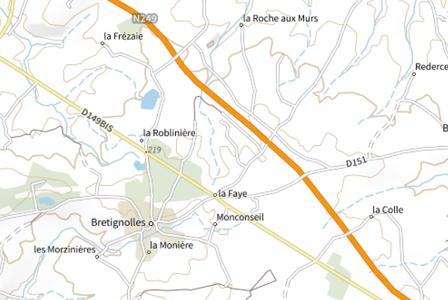 N249
la Roche aux Murs
la Frézaie
Rederce
D149BIS
la Roblinière
219
D151
la Faye
Monconseil
la Colle
Bretignolles
les Morzinières
la Monière